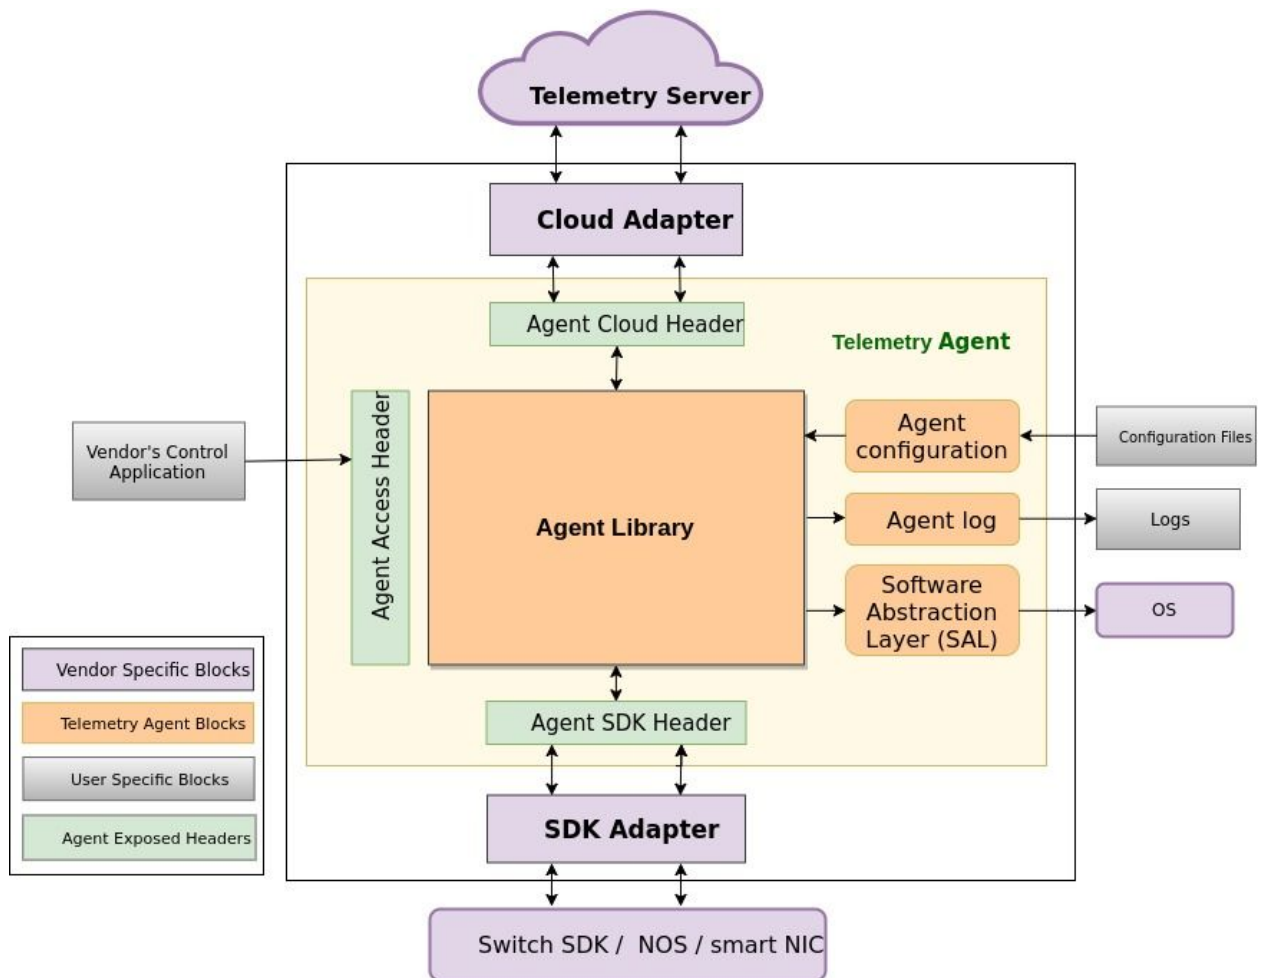 Telemetry Server
Cloud Adapter
Agent Cloud Header
Telemetry Agent
Vendor's Control
Application
Agent Access Header
Agent Library
Agent
configuration
Configuration Files
Agent log
Logs
Software
Abstraction
Layer (SAL)
OS
Agent SDK Header
SDK Adapter
Switch SDK / NOS / smart NIC
Vendor Specific Blocks
Telemetry Agent Blocks
User Specific Blocks
Agent Exposed Headers